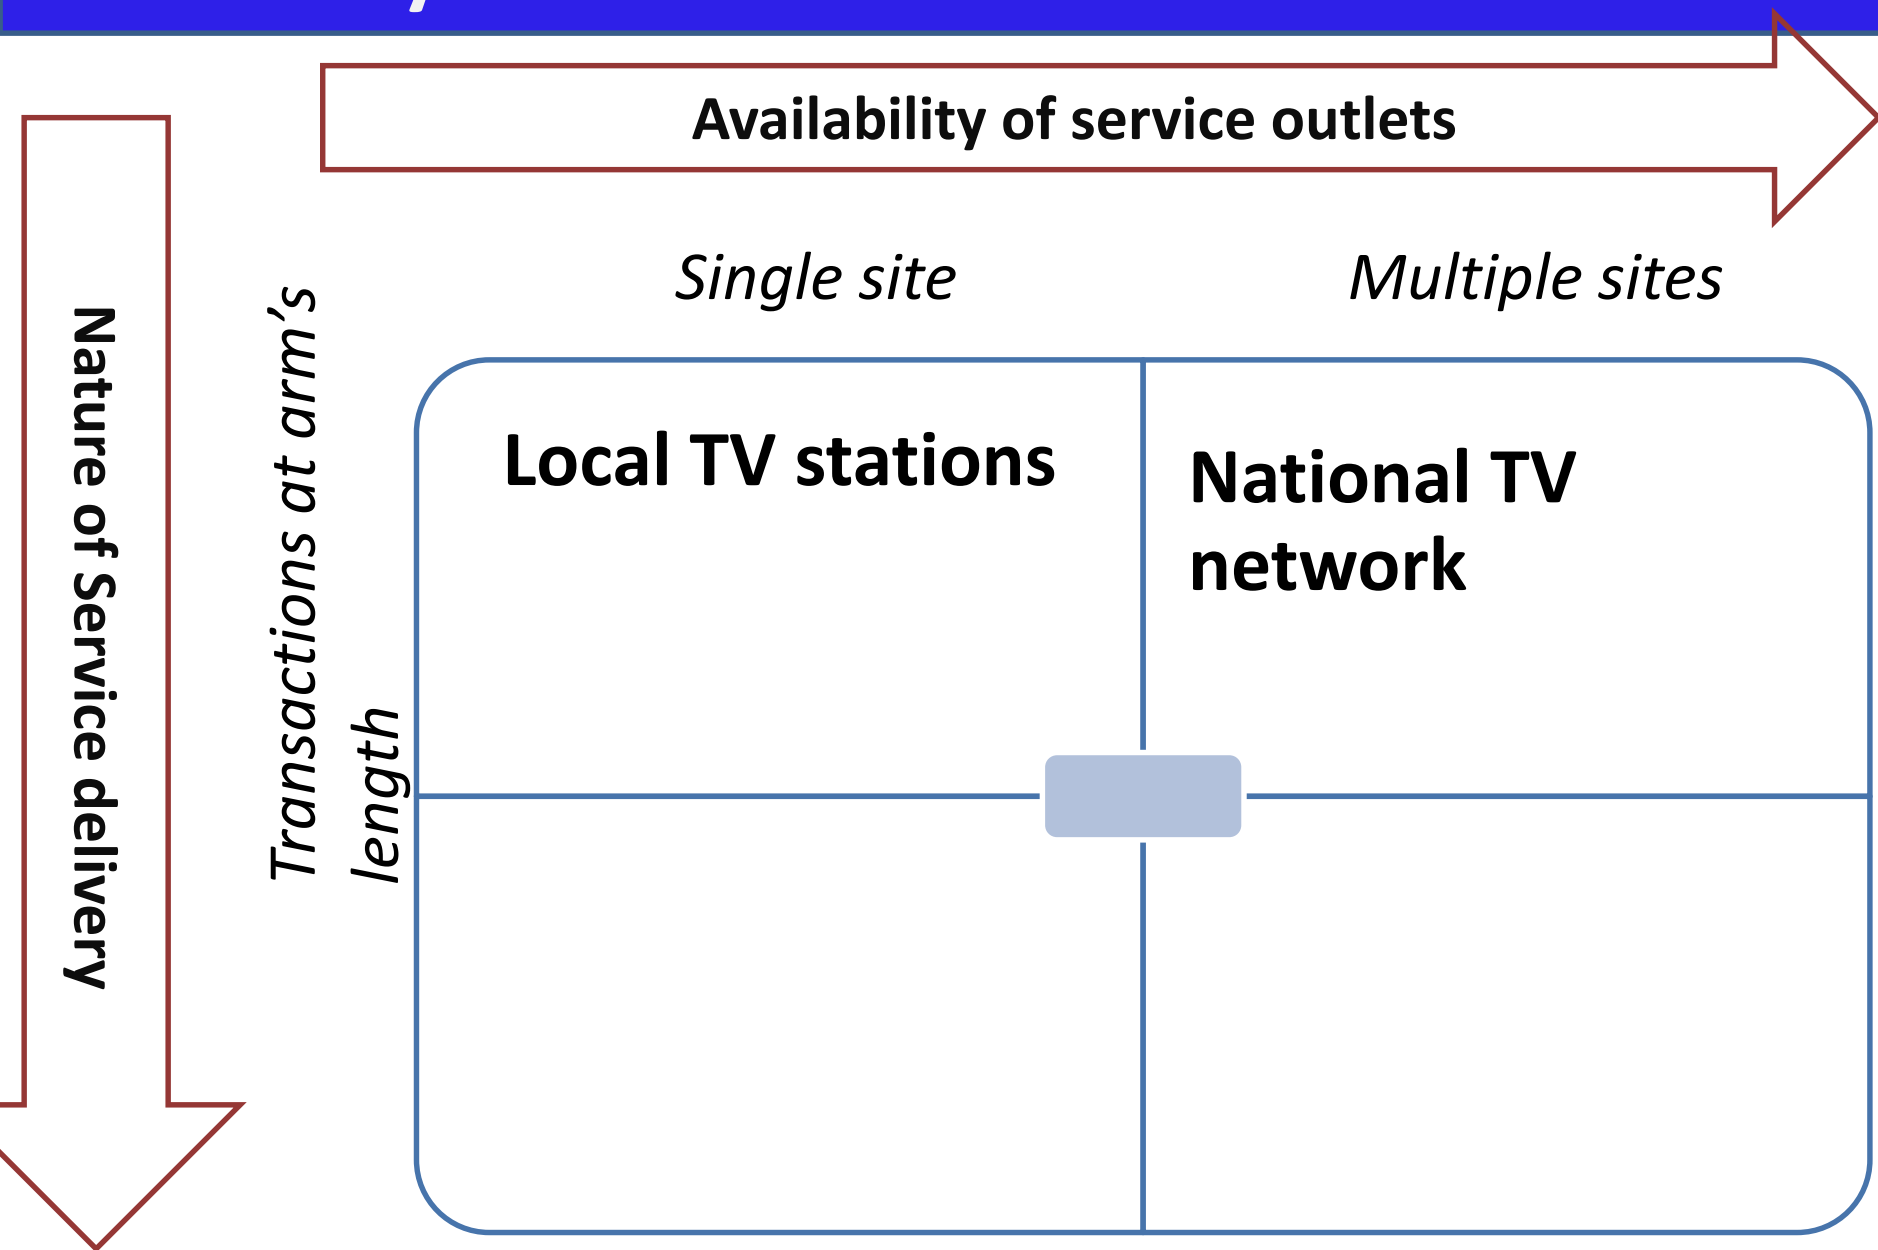 Availability of service outlets
Single site
Multiple sites
Nature of Service delivery
Transactions at arm’s
length
Local TV stations
National TV
network